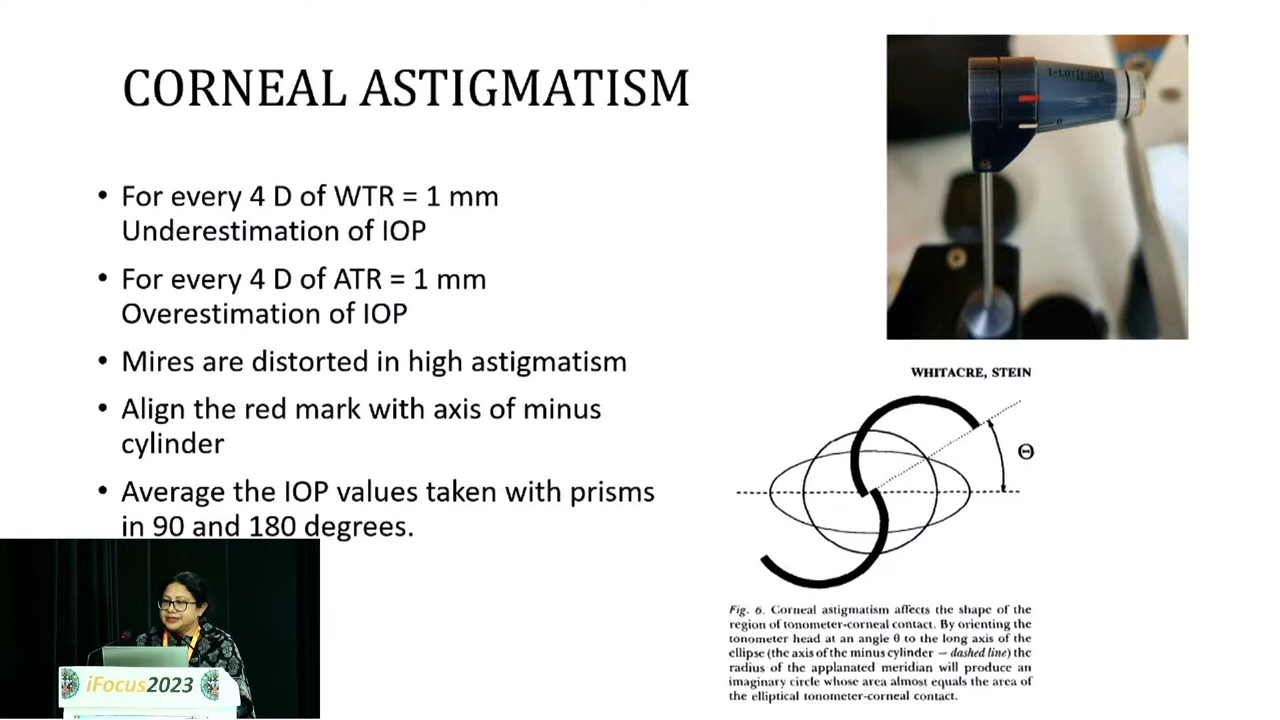 CORNEAL ASTIGMATISM
• For every 4 D of WTR = 1 mm
Underestimation of IOP
• For every 4 D of ATR = 1 mm
Overestimation of IOP
• Mires are distorted in high astigmatism
• Align the red mark with axis of minus
cylinder
• Average the IOP values taken with prisms
in 90 and 180 degrees.
WHITACRE, STEIN
Θ
Fig. 6. Corneal astigmatism affects the shape of the
region of tonometer-corneal contact. By orienting the
tonometer head at an angle θ to the long axis of the
ellipse (the axis of the minus cylinder — dashed line) the
radius of the applanated meridian will produce an
imaginary circle whose area almost equals the area of
the elliptical tonometer-corneal contact.
iFocus2023